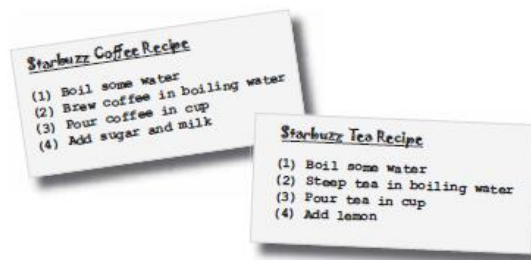 Starbuzz Coffee Recipe
(1) Boil some water
(2) Brew coffee in boiling water
(3) Pour coffee in cup
(4) Add sugar and milk
Starbuzz Tea Recipe
(1) Boil some water
(2) Steep tea in boiling water
(3) Pour tea in cup
(4) Add lemon